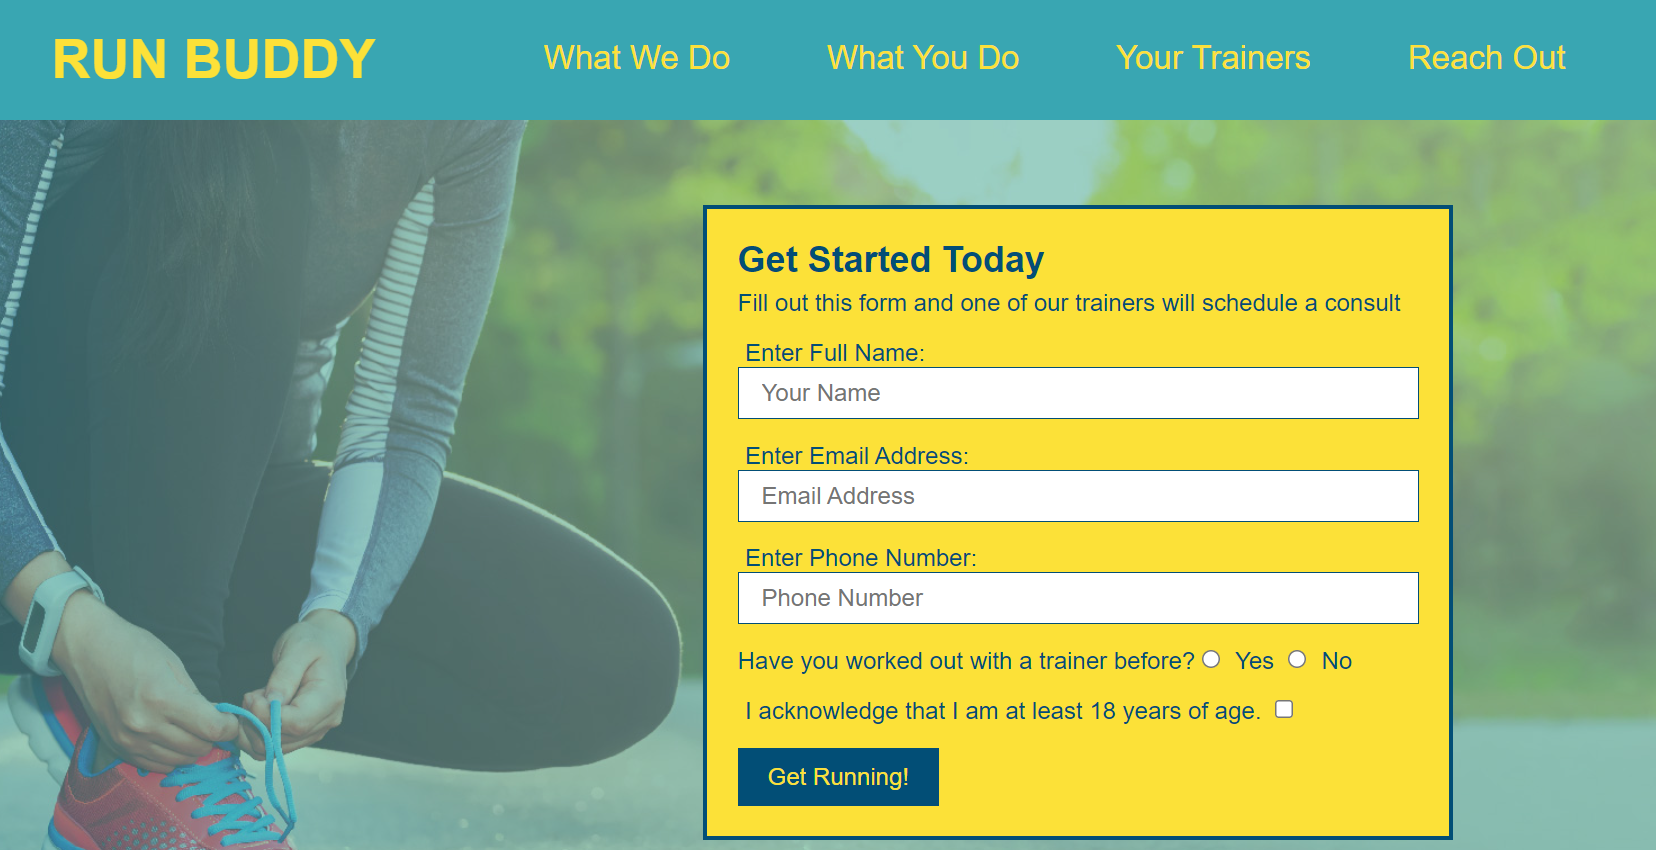 RUN BUDDY
What We Do
What You Do
Your Trainers
Reach Out
Get Started Today
Fill out this form and one of our trainers will schedule a consult
Enter Full Name:
Your Name
Enter Email Address:
Email Address
Enter Phone Number:
Phone Number
Have you worked out with a trainer before? Yes No
I acknowledge that I am at least 18 years of age.
Get Running!